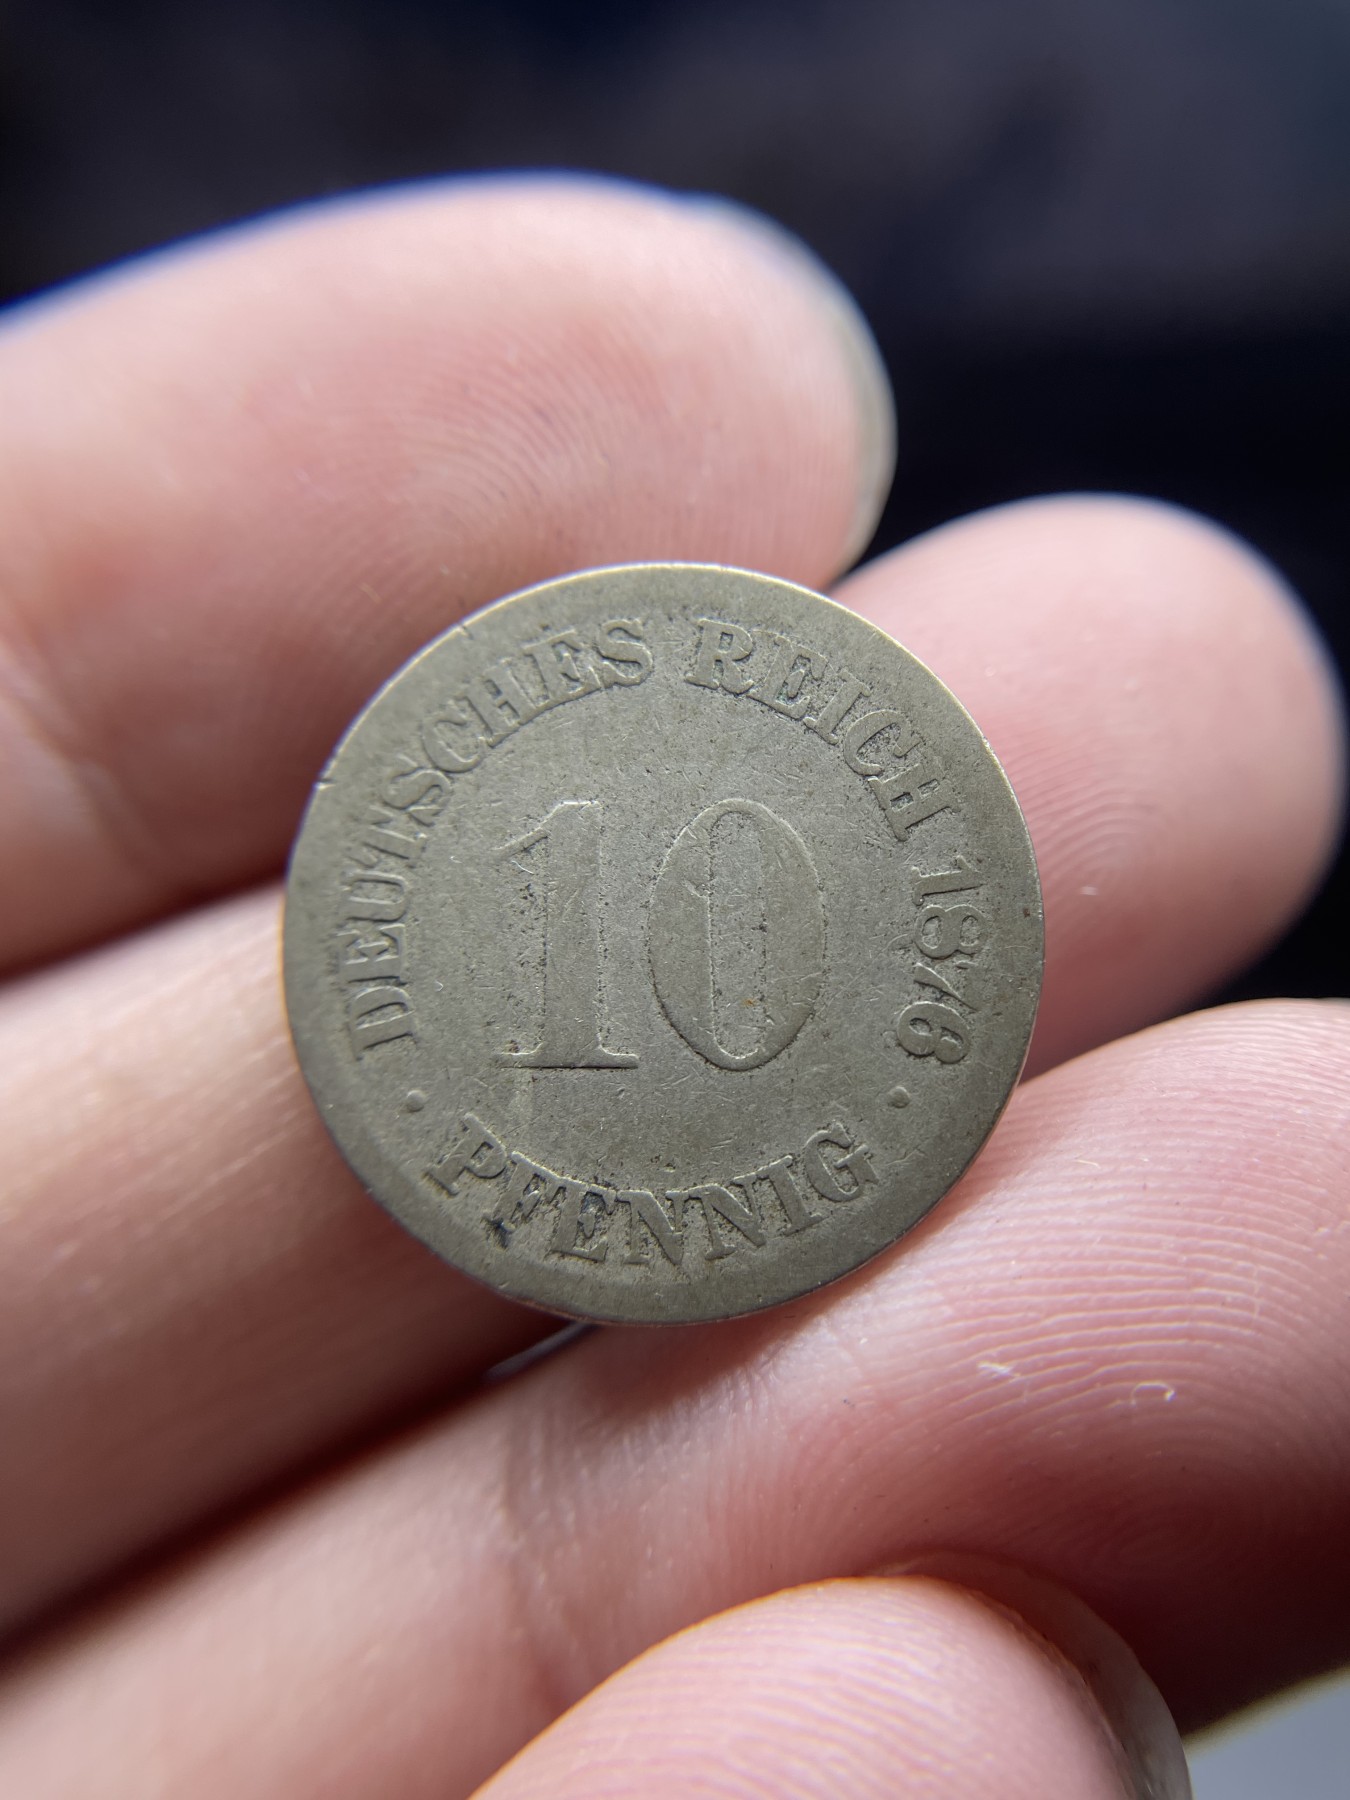 DEUTSCHES REICH 1876
10
· PFENNIG ·